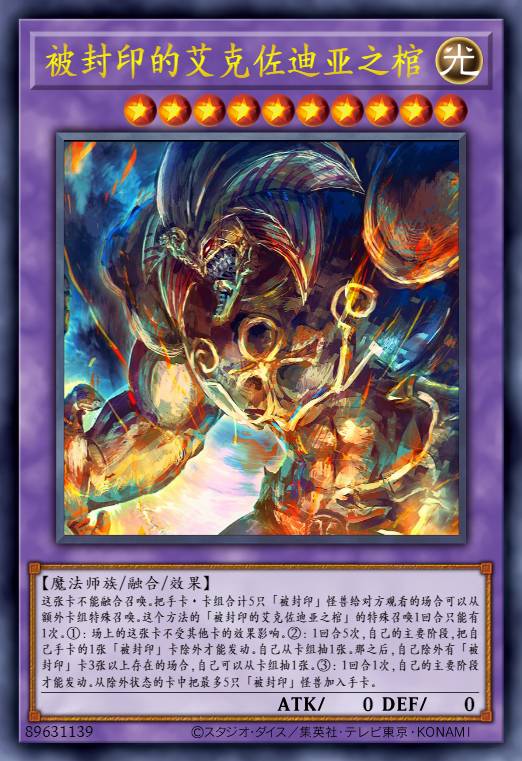 被封印的艾克佐迪亚之棺
光
【魔法师族/融合/效果】
这张卡不能融合召唤。把手卡·卡组合计5只「被封印」怪兽给对方观看的场合可以从
额外卡组特殊召唤。这个方法的「被封印的艾克佐迪亚之棺」的特殊召唤1回合只能有
1次。①：场上的这张卡不受其他卡的效果影响。②：1回合5次，自己的主要阶段，把自
己手卡的1张「被封印」卡除外才能发动。自己从卡组抽1张。那之后，自己除外有「被
封印」卡3张以上存在的场合，自己可以从卡组抽1张。③：1回合1次，自己的主要阶段
才能发动。从除外状态的卡中把最多5只「被封印」怪兽加入手卡。
ATK/ 0 DEF/ 0
89631139 ©スタジオ・ダイス／集英社・テレビ東京・KONAMI